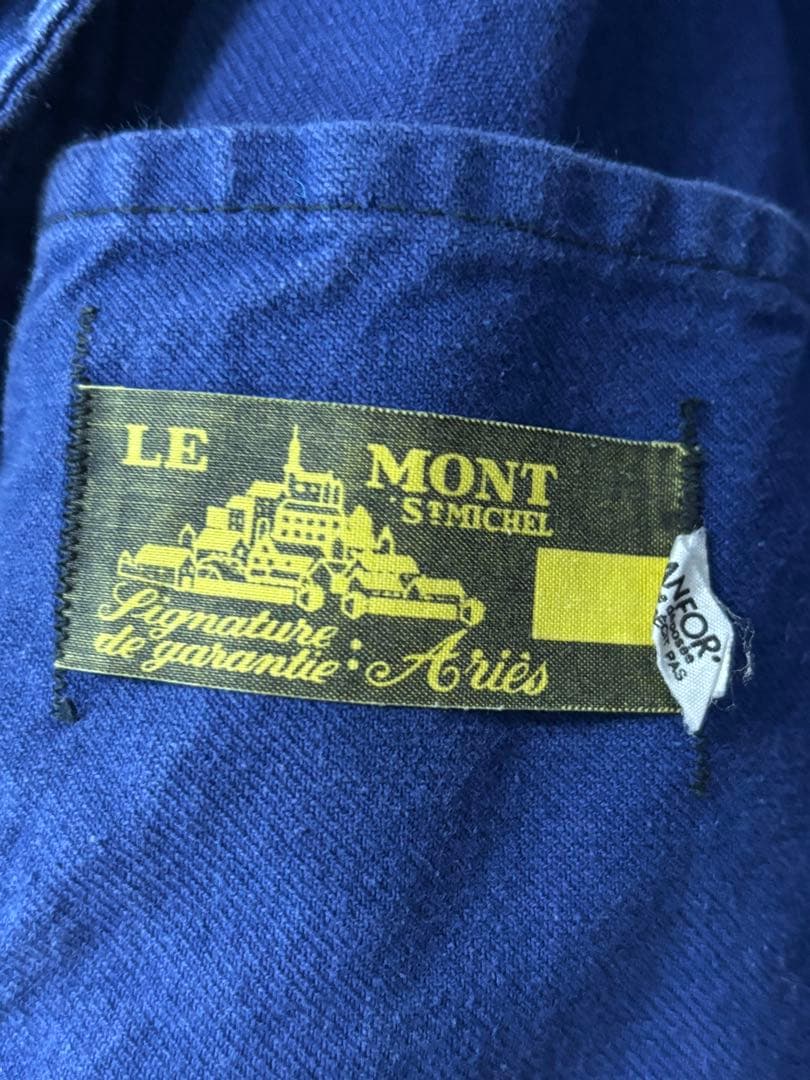 LE MONT
ST MICHEL
Signature
de garantie: Ariès
ANFOR
PAS